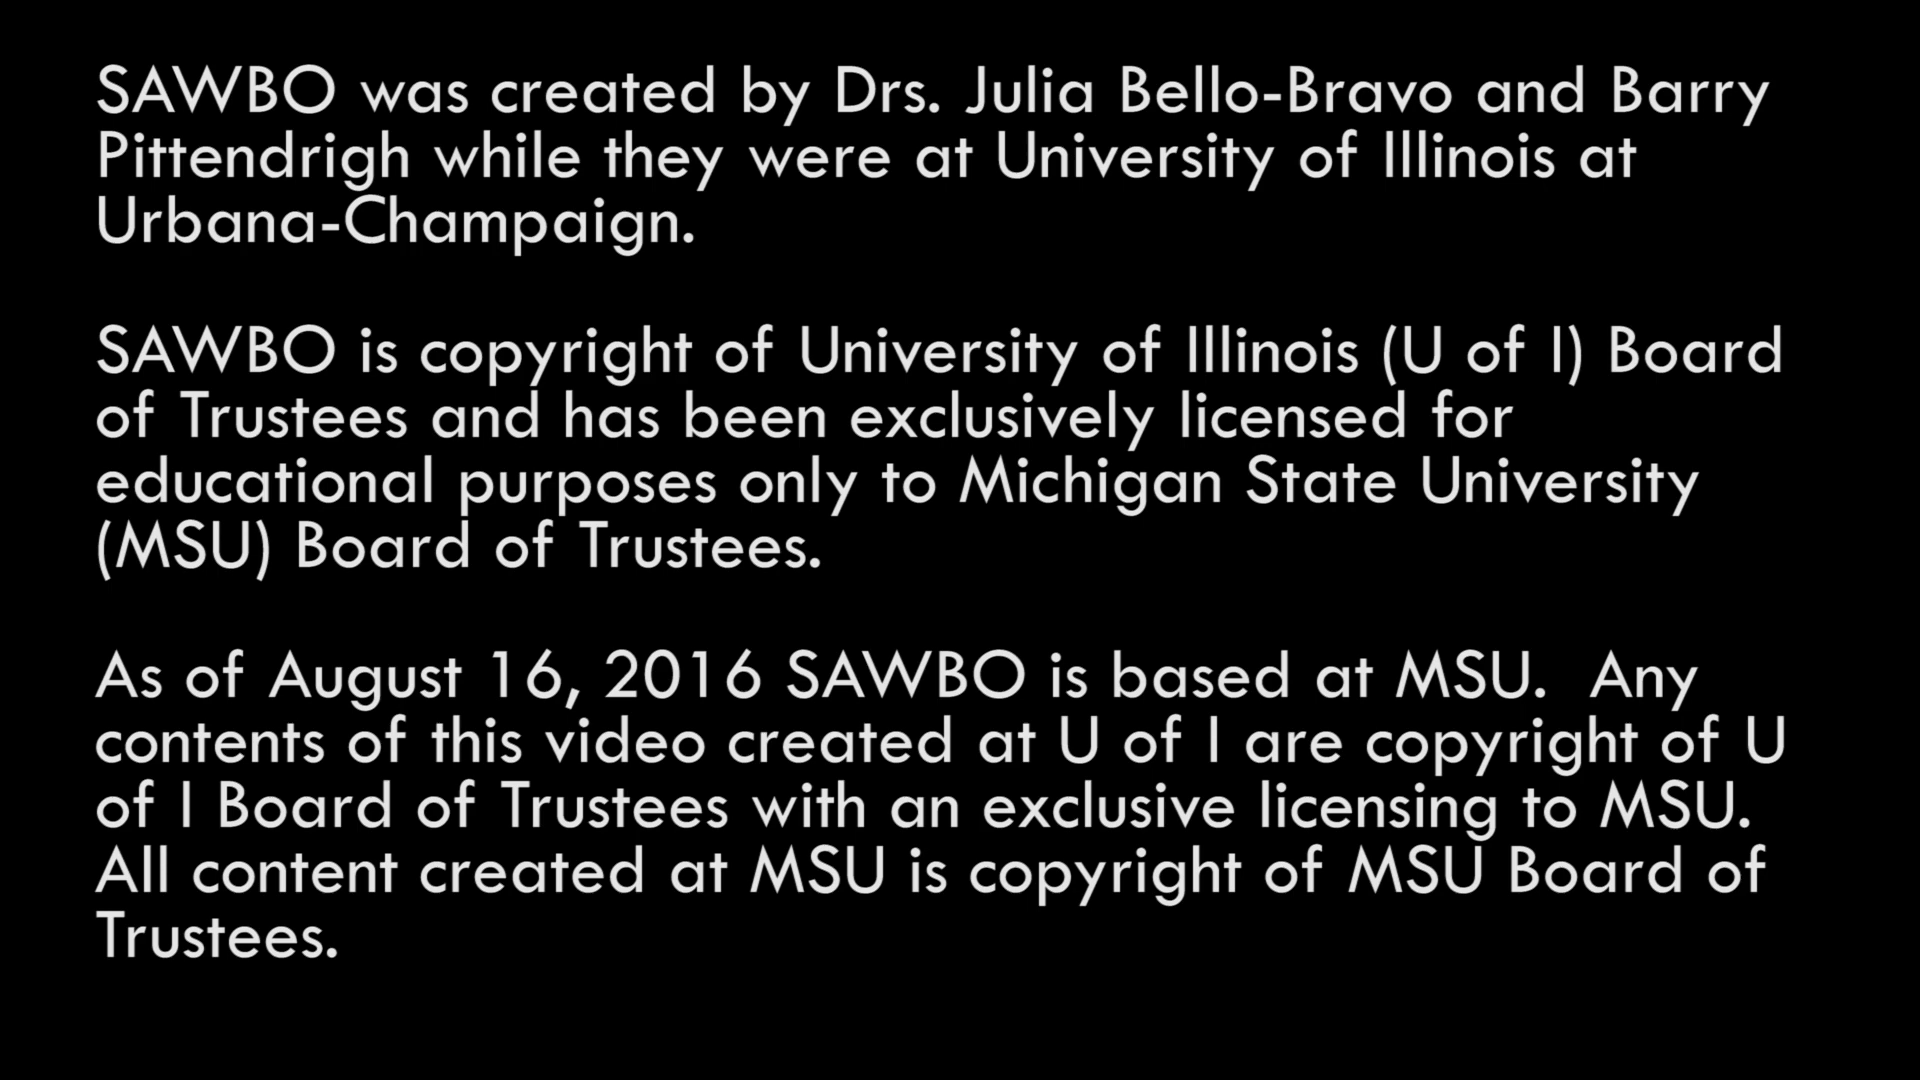 SAWBO was created by Drs. Julia Bello-Bravo and Barry
Pittendrigh while they were at University of Illinois at
Urbana-Champaign.
SAWBO is copyright of University of Illinois (U of I) Board
of Trustees and has been exclusively licensed for
educational purposes only to Michigan State University
(MSU) Board of Trustees.
As of August 16, 2016 SAWBO is based at MSU.  Any
contents of this video created at U of I are copyright of U
of I Board of Trustees with an exclusive licensing to MSU.
All content created at MSU is copyright of MSU Board of
Trustees.